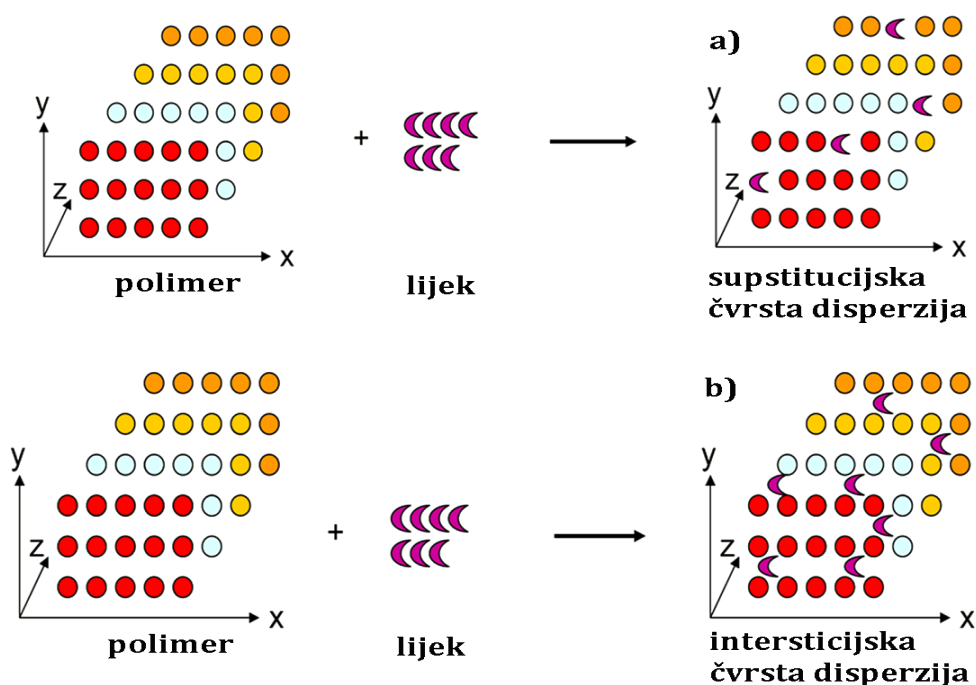 a)
y
z
x
polimer
+
lijek
y
z
x
supstitucijska
čvrsta disperzija
b)
y
z
x
polimer
+
lijek
y
z
x
intersticijska
čvrsta disperzija